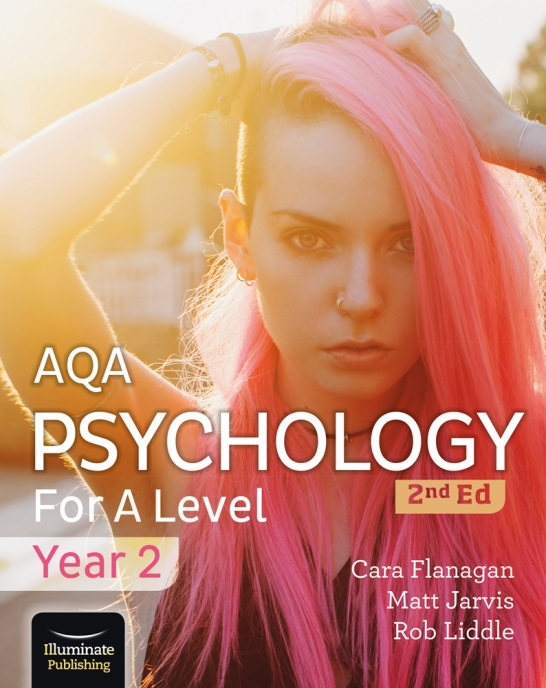 AQA
PSYCHOLOGY
2nd Ed
For A Level
Year 2
Cara Flanagan
Matt Jarvis
Rob Liddle
Illuminate
Publishing